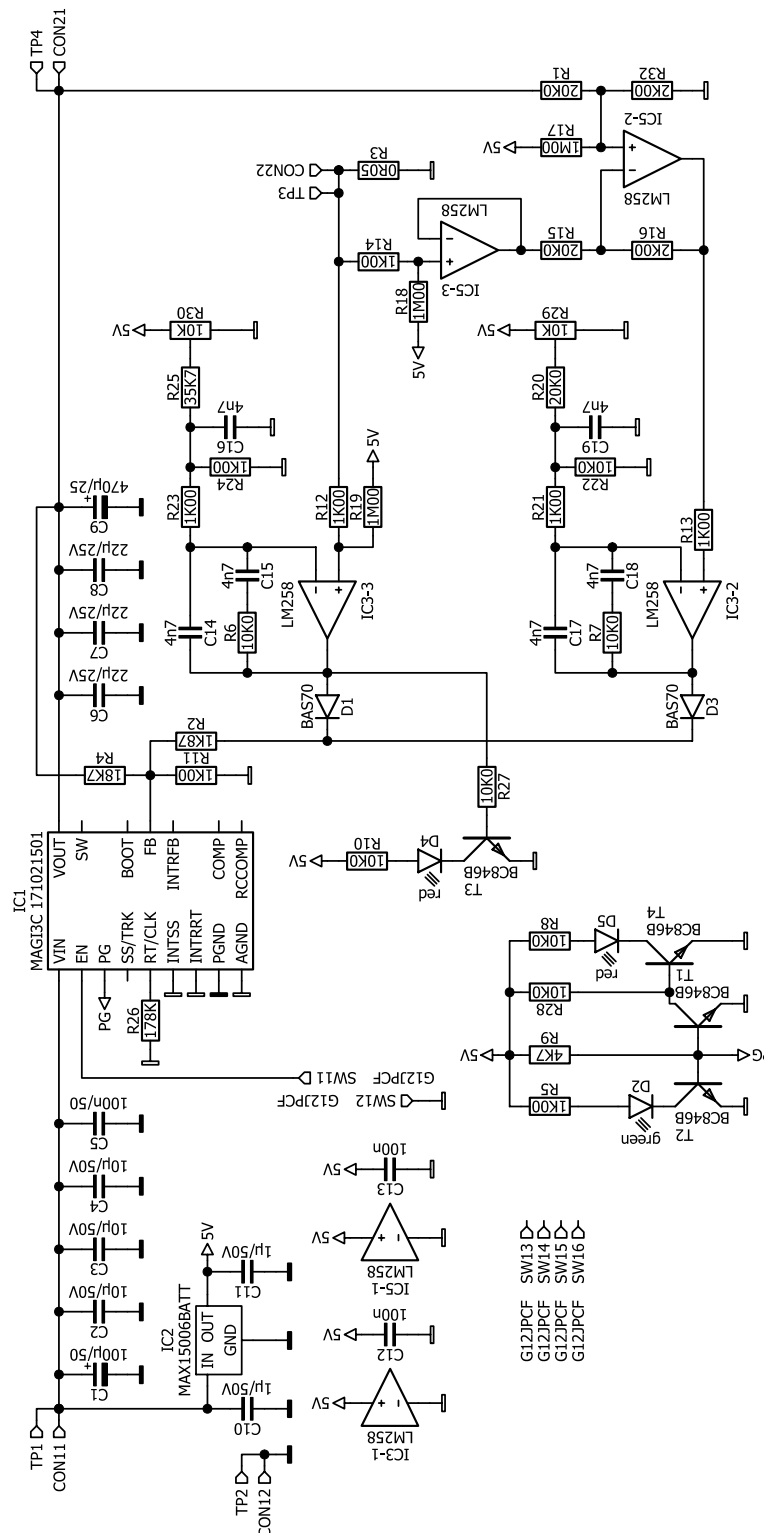 TP4
CON21
R1
20K0
R32
2K00
5V
R17
1M00
IC5-2
+
-
LM258
CON22
TP3
R3
0R05
LM258
-
+
IC5-3
R14
1K00
R18
1M00
5V
R15
20K0
R16
2K00
5V
R30
10K
R25
35K7
4n7
C16
R24
1K00
R23
1K00
5V
R29
10K
R20
20K0
4n7
C19
R22
10K0
R21
1K00
R12
1K00
R19
1M00
5V
R13
1K00
470µ/25
+
C9
22µ/25V
C8
22µ/25V
C7
22µ/25V
C6
4n7
C14
4n7
C15
R6
10K0
LM258
-
+
IC3-3
4n7
C17
4n7
C18
R7
10K0
LM258
-
+
IC3-2
BAS70
D1
BAS70
D3
R4
18K7
R2
1K87
R11
1K00
10K0
R27
5V
R10
10K0
D4
red
T3
BC846B
IC1
MAGI3C 171021501
VOUT
SW
BOOT
FB
INTRFB
COMP
RCCOMP
VIN
EN
PG
SS/TRK
RT/CLK
INTSS
INTRRT
PGND
AGND
PG
R26
178K
SW11
G12JPCF
SW12
G12JPCF
5V
R8
10K0
D5
red
T4
BC846B
R28
10K0
T1
BC846B
R9
4K7
R5
1K00
D2
green
T2
BC846B
100n/50
C5
10µ/50V
C4
10µ/50V
C3
10µ/50V
C2
100µ/50
+
C1
5V
100n
C13
5V
+
-
LM258
IC5-1
5V
100n
C12
5V
+
-
LM258
IC3-1
5V
1µ/50V
C11
IC2
MAX15006BATT
IN
OUT
GND
1µ/50V
C10
G12JPCF SW13
G12JPCF SW14
G12JPCF SW15
G12JPCF SW16
TP1
CON11
TP2